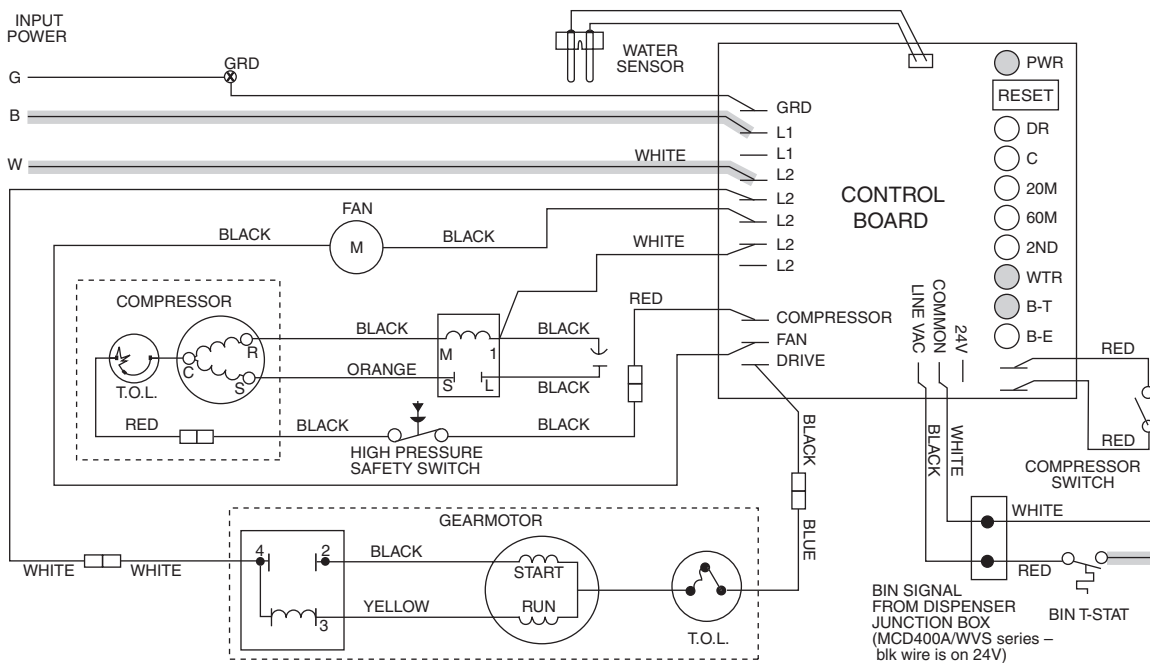 INPUT
POWER
G
GRD
B
W
WHITE
WATER
SENSOR
GRD
L1
L1
L2
L2
L2
L2
L2
CONTROL
BOARD
PWR
RESET
DR
C
20M
60M
2ND
WTR
B-T
B-E
FAN
M
BLACK
BLACK
WHITE
COMPRESSOR
T.O.L.
C
R
S
BLACK
ORANGE
M
1
S
L
BLACK
BLACK
RED
COMPRESSOR
FAN
DRIVE
LINE VAC
COMMON
24V
RED
RED
COMPRESSOR
SWITCH
RED
BLACK
BLACK
HIGH PRESSURE
SAFETY SWITCH
BLACK
BLUE
BLACK
WHITE
WHITE
RED
BIN T-STAT
BIN SIGNAL
FROM DISPENSER
JUNCTION BOX
(MCD400A/WVS series –
blk wire is on 24V)
GEARMOTOR
WHITE
WHITE
4
2
3
BLACK
YELLOW
START
RUN
T.O.L.